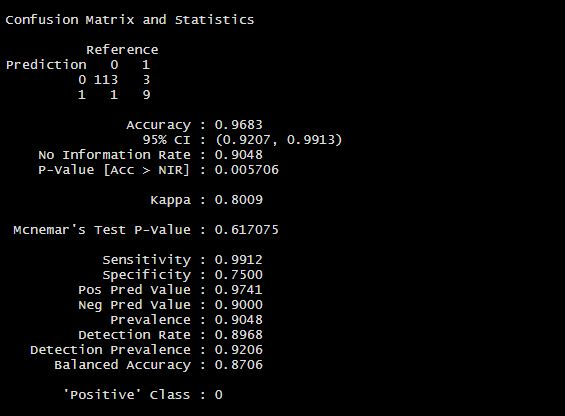 Confusion Matrix and Statistics
Reference
Prediction 0 1
0 113 3
1 1 9
Accuracy : 0.9683
95% CI : (0.9207, 0.9913)
No Information Rate : 0.9048
P-Value [Acc > NIR] : 0.005706
Kappa : 0.8009
Mcnemar's Test P-Value : 0.617075
Sensitivity : 0.9912
Specificity : 0.7500
Pos Pred Value : 0.9741
Neg Pred Value : 0.9000
Prevalence : 0.9048
Detection Rate : 0.8968
Detection Prevalence : 0.9206
Balanced Accuracy : 0.8706
'Positive' Class : 0